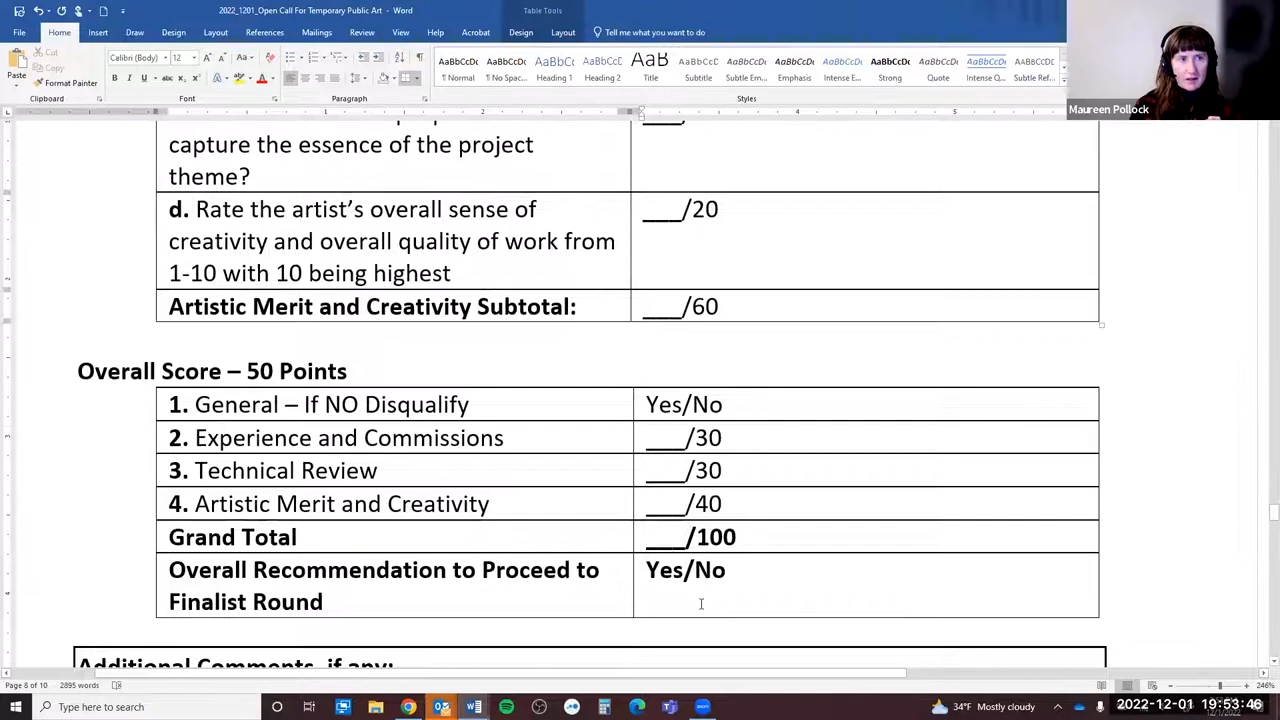 2022_1201_Open Call For Temporary Public Art - Word
Table Tools
File Home Insert Draw Design Layout References Mailings Review View Help Acrobat Design Layout Tell me what you want to do
Paste
Cut
Copy
Format Painter
Clipboard
Calibri (Body) 12
Font
Paragraph
¶ Normal
¶ No Spac...
Heading 1
Heading 2
Title
Subtitle
Subtle Em...
Emphasis
Intense E...
Strong
Quote
Intense Q...
Subtle Ref...
Styles
Maureen Pollock
capture the essence of the project
theme?
d. Rate the artist's overall sense of
creativity and overall quality of work from
1-10 with 10 being highest
___/20
Artistic Merit and Creativity Subtotal: ___/60
Overall Score – 50 Points
1. General – If NO Disqualify Yes/No
2. Experience and Commissions ___/30
3. Technical Review ___/30
4. Artistic Merit and Creativity ___/40
Grand Total ___/100
Overall Recommendation to Proceed to
Finalist Round
Yes/No
Additional Comments, if any:
Page 8 of 10 2895 words
246%
Type here to search
34°F Mostly cloudy
2022-12-01 19:53:46